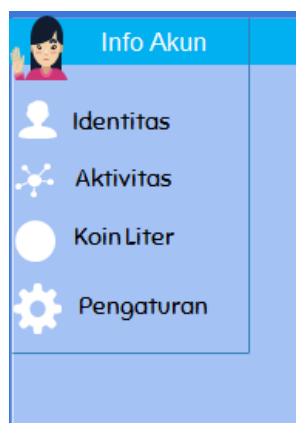 Info Akun
Identitas
Aktivitas
Koin Liter
Pengaturan